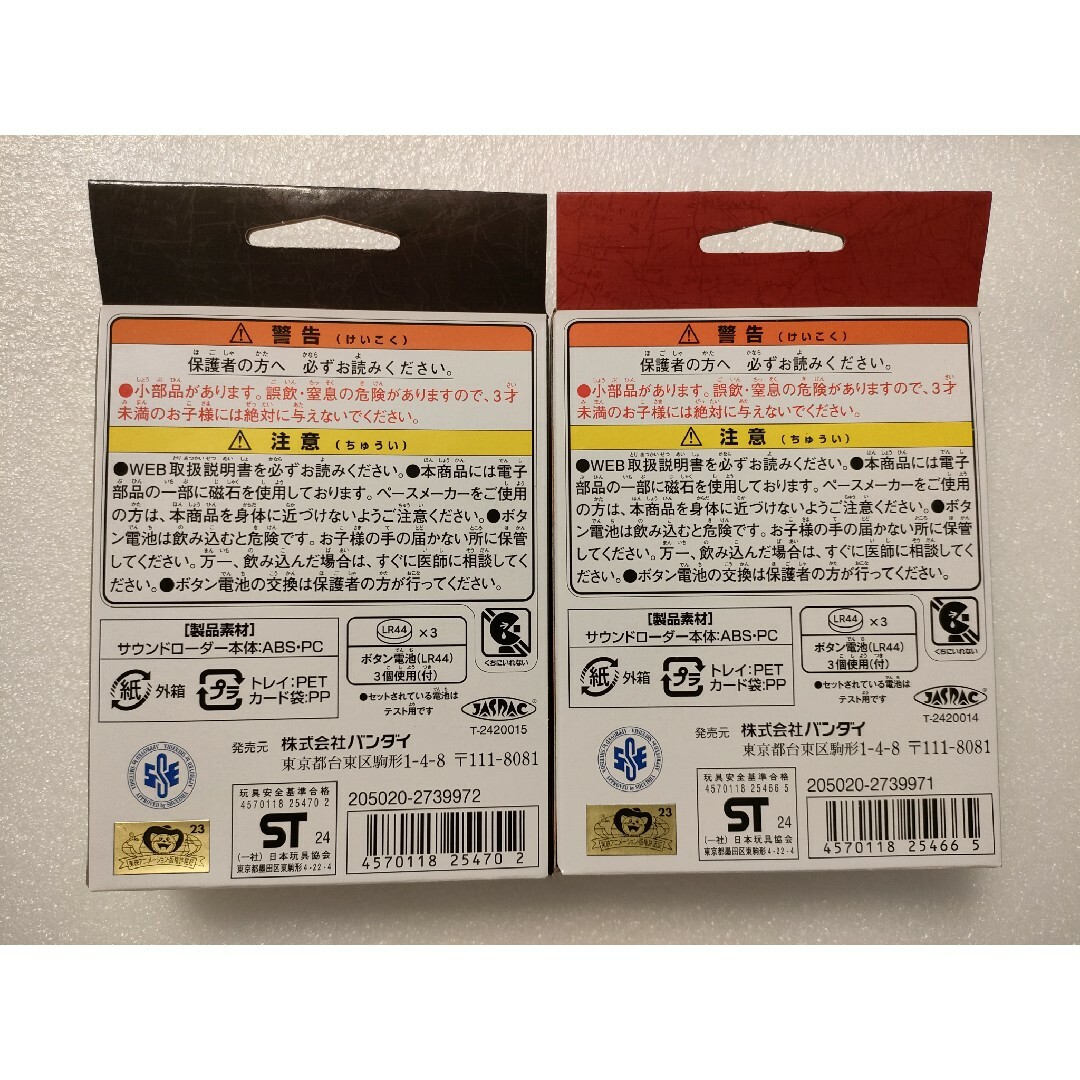 警告 (けいこく)
保護者の方へ 必ずお読みください。
●小部品があります。誤飲・窒息の危険がありますので、3才
未満のお子様には絶対に与えないでください。
注意 (ちゅうい)
●WEB取扱説明書を必ずお読みください。●本商品には電子
部品の一部に磁石を使用しております。ペースメーカーをご使用
の方は、本商品を身体に近づけないようご注意ください。●ボタ
ン電池は飲み込むと危険です。お子様の手の届かない所に保管
してください。万一、飲み込んだ場合は、すぐに医師に相談してく
ださい。●ボタン電池の交換は保護者の方が行ってください。
[製品素材]
サウンドローダー本体:ABS・PC
紙 外箱
プラ トレイ:PET
カード袋:PP
LR44 ×3
ボタン電池(LR44)
3個使用(付)
●セットされている電池は
テスト用です
くちにいれない
JASRAC
T-2420015
発売元 株式会社バンダイ
東京都台東区駒形1-4-8 〒111-8081
SSE
23
玩具安全基準合格
4570118 25470 2
ST 24
(一社)日本玩具協会
東京都墨田区東駒形4-22-4
205020-2739972
4570118 25470 2
警告 (けいこく)
保護者の方へ 必ずお読みください。
●小部品があります。誤飲・窒息の危険がありますので、3才
未満のお子様には絶対に与えないでください。
注意 (ちゅうい)
●WEB取扱説明書を必ずお読みください。●本商品には電子
部品の一部に磁石を使用しております。ペースメーカーをご使用
の方は、本商品を身体に近づけないようご注意ください。●ボタ
ン電池は飲み込むと危険です。お子様の手の届かない所に保管
してください。万一、飲み込んだ場合は、すぐに医師に相談してく
ださい。●ボタン電池の交換は保護者の方が行ってください。
[製品素材]
サウンドローダー本体:ABS・PC
紙 外箱
プラ トレイ:PET
カード袋:PP
LR44 ×3
ボタン電池(LR44)
3個使用(付)
●セットされている電池は
テスト用です
くちにいれない
JASRAC
T-2420014
発売元 株式会社バンダイ
東京都台東区駒形1-4-8 〒111-8081
SSE
23
玩具安全基準合格
4570118 25466 5
ST 24
(一社)日本玩具協会
東京都墨田区東駒形4-22-4
205020-2739971
4570118 25466 5